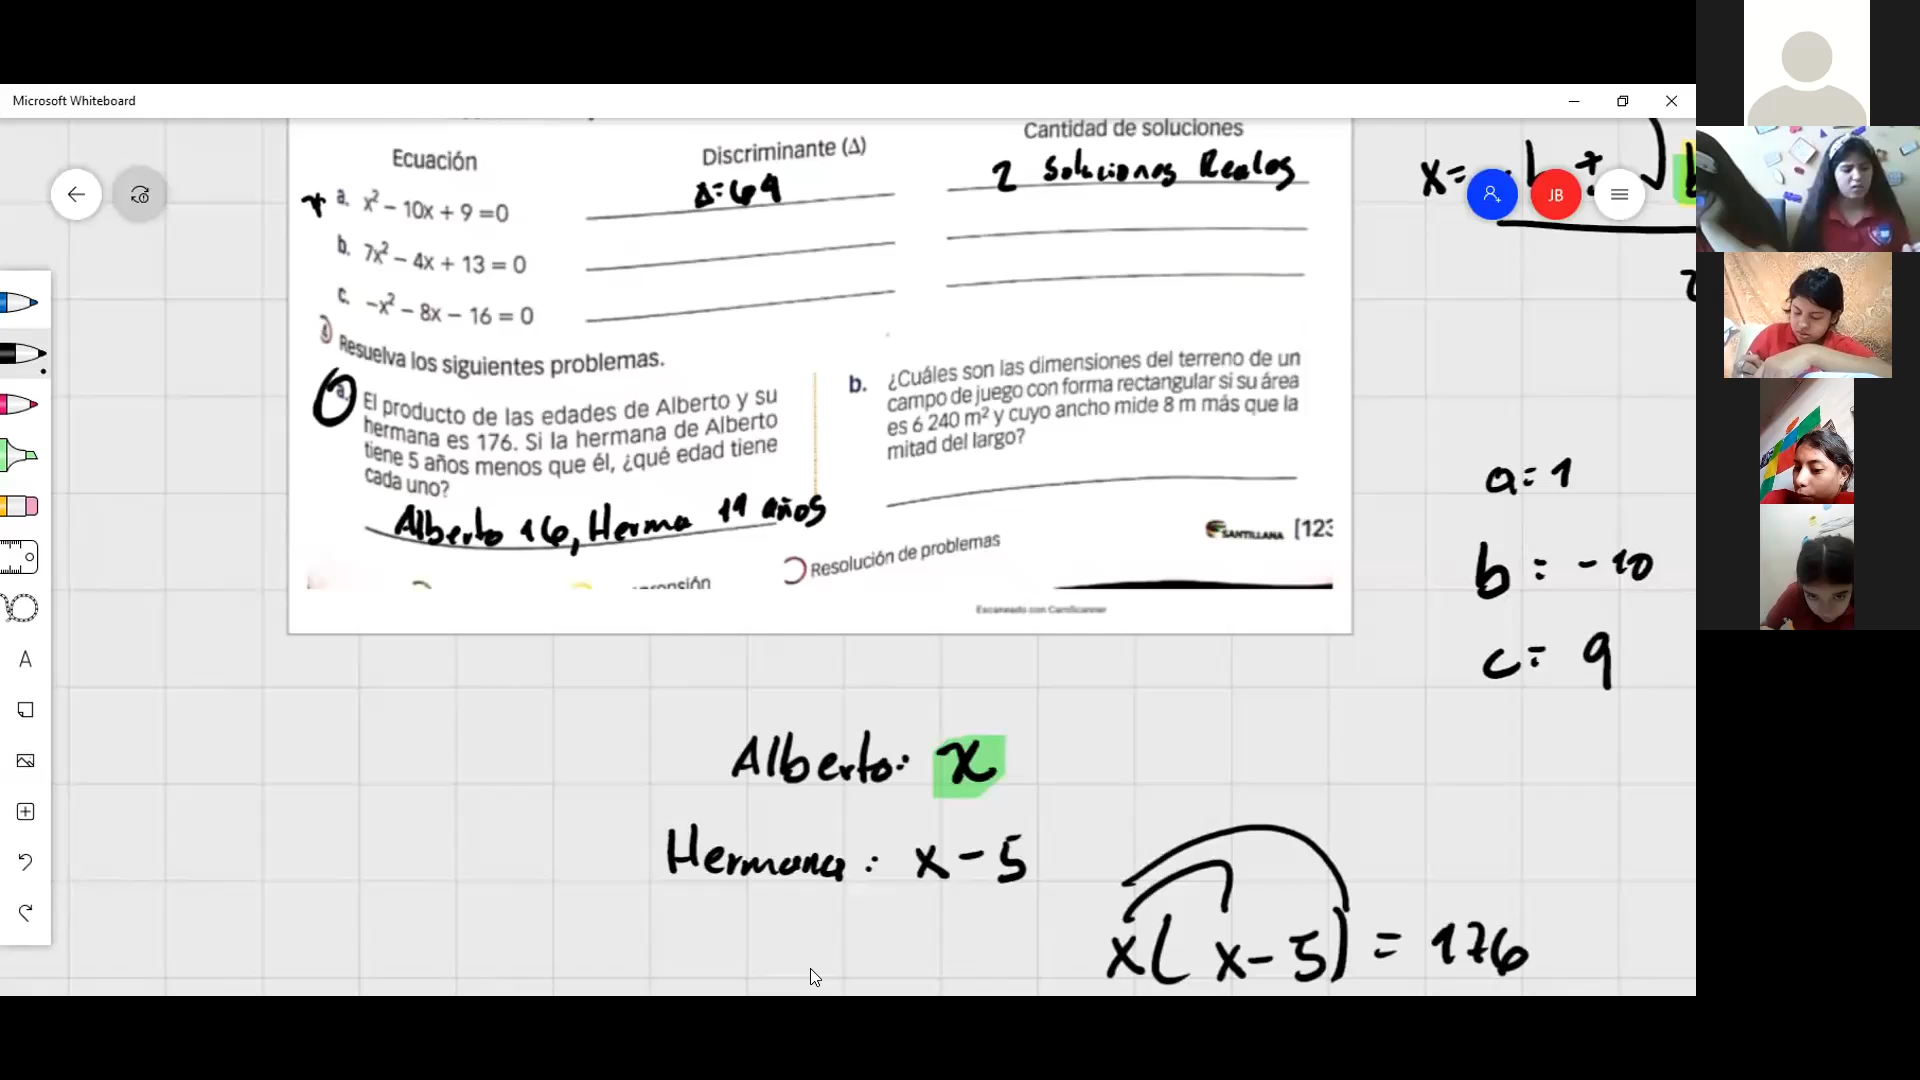 Microsoft Whiteboard
Ecuación
Discriminante (Δ)
Cantidad de soluciones
Δ=64
2 Soluciones Reales
a. x² – 10x + 9 =0
b. 7x² – 4x + 13 = 0
c. –x² – 8x – 16 = 0
Resuelva los siguientes problemas.
a. El producto de las edades de Alberto y su
hermana es 176. Si la hermana de Alberto
tiene 5 años menos que él, ¿qué edad tiene
cada uno?
Alberto 16, Herma 11 años
b. ¿Cuáles son las dimensiones del terreno de un
campo de juego con forma rectangular si su área
es 6 240 m² y cuyo ancho mide 8 m más que la
mitad del largo?
SANTILLANA [123
Resolución de problemas
Escaneado con CamScanner
x= -b ± √
JB
a=1
b = -10
c= 9
Alberto: x
Hermana: x-5
x(x-5) = 176
A